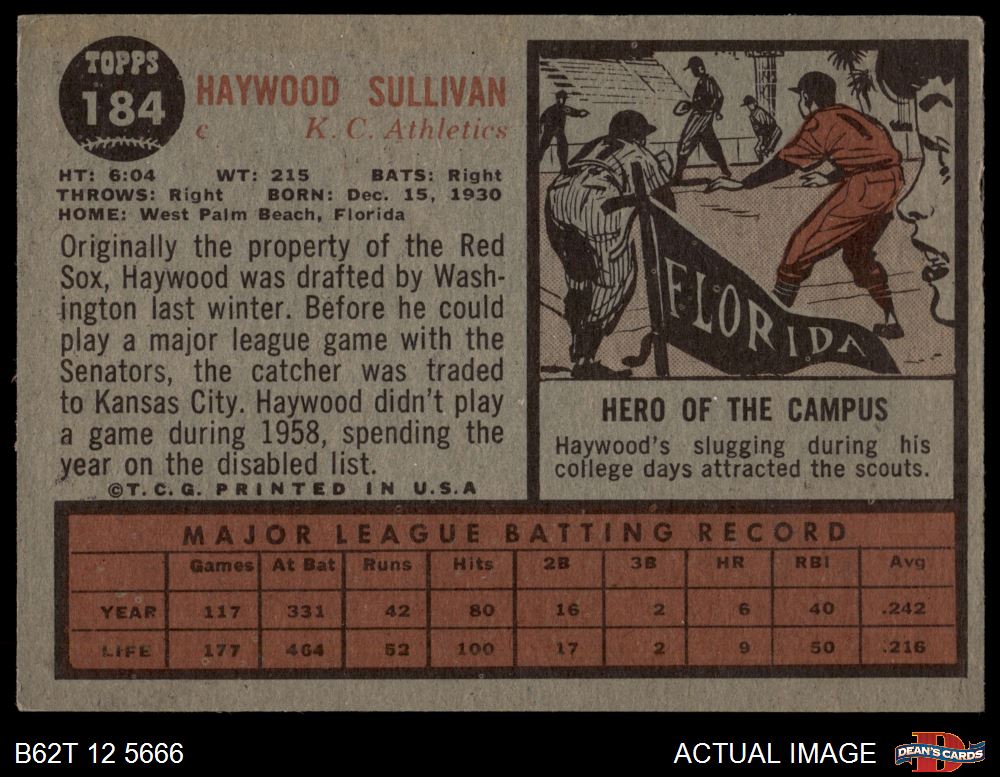 TOPPS
184
HAYWOOD SULLIVAN
c K. C. Athletics
HT: 6:04 WT: 215 BATS: Right
THROWS: Right BORN: Dec. 15, 1930
HOME: West Palm Beach, Florida
Originally the property of the Red
Sox, Haywood was drafted by Wash-
ington last winter. Before he could
play a major league game with the
Senators, the catcher was traded
to Kansas City. Haywood didn't play
a game during 1958, spending the
year on the disabled list.
©T. C. G. PRINTED IN U.S.A
FLORIDA
HERO OF THE CAMPUS
Haywood's slugging during his
college days attracted the scouts.
MAJOR LEAGUE BATTING RECORD
Games At Bat Runs Hits 2B 3B HR RBI Avg
YEAR 117 331 42 80 16 2 6 40 .242
LIFE 177 464 52 100 17 2 9 50 .216
B62T 12 5666
ACTUAL IMAGE
D
DEAN'S CARDS